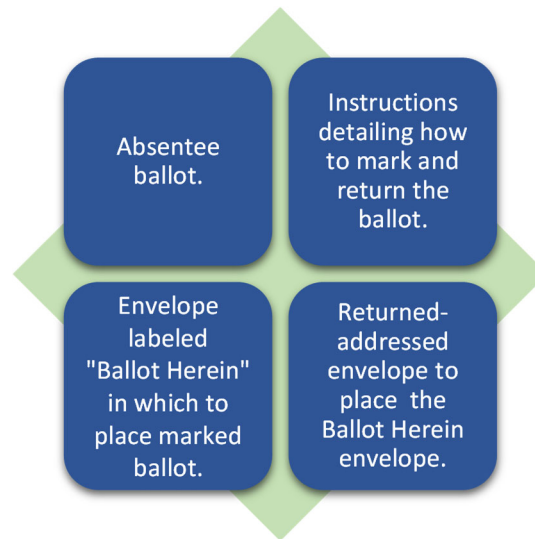 Absentee
ballot.
Instructions
detailing how
to mark and
return the
ballot.
Envelope
labeled
"Ballot Herein"
in which to
place marked
ballot.
Returned-
addressed
envelope to
place the
Ballot Herein
envelope.